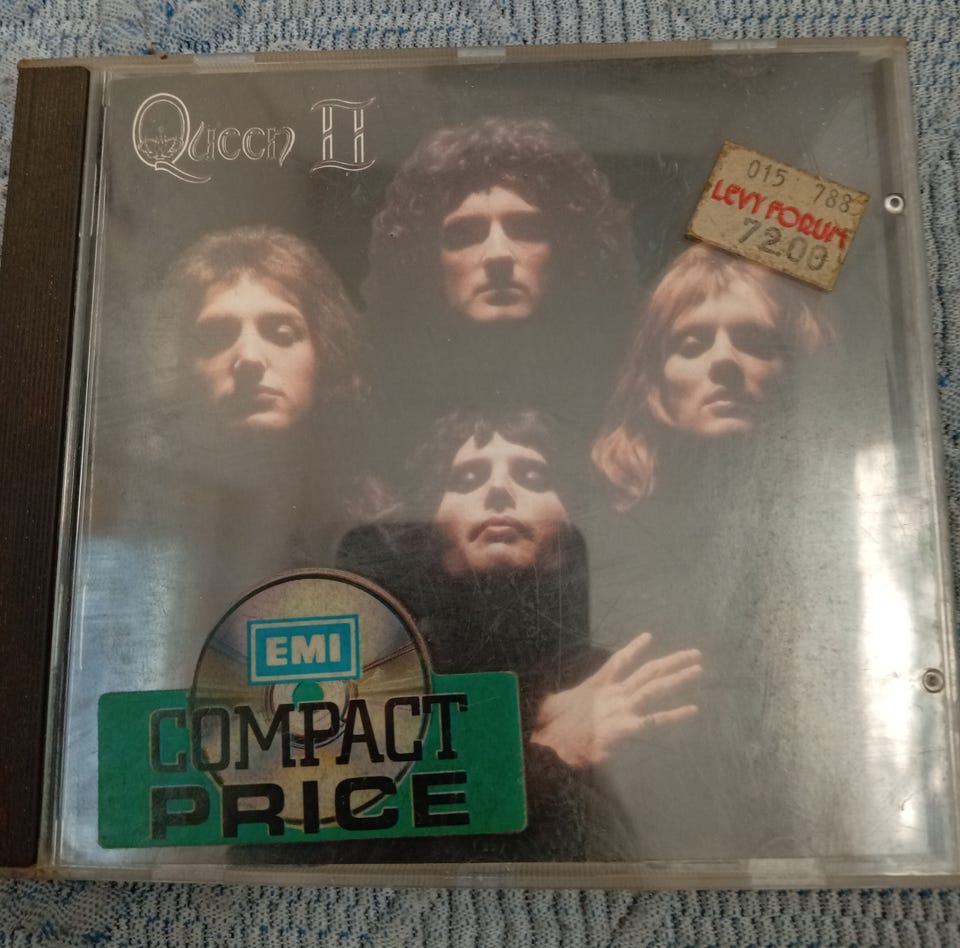 Queen II
015 788
LEVY FORUM
7200
EMI
COMPACT
PRICE